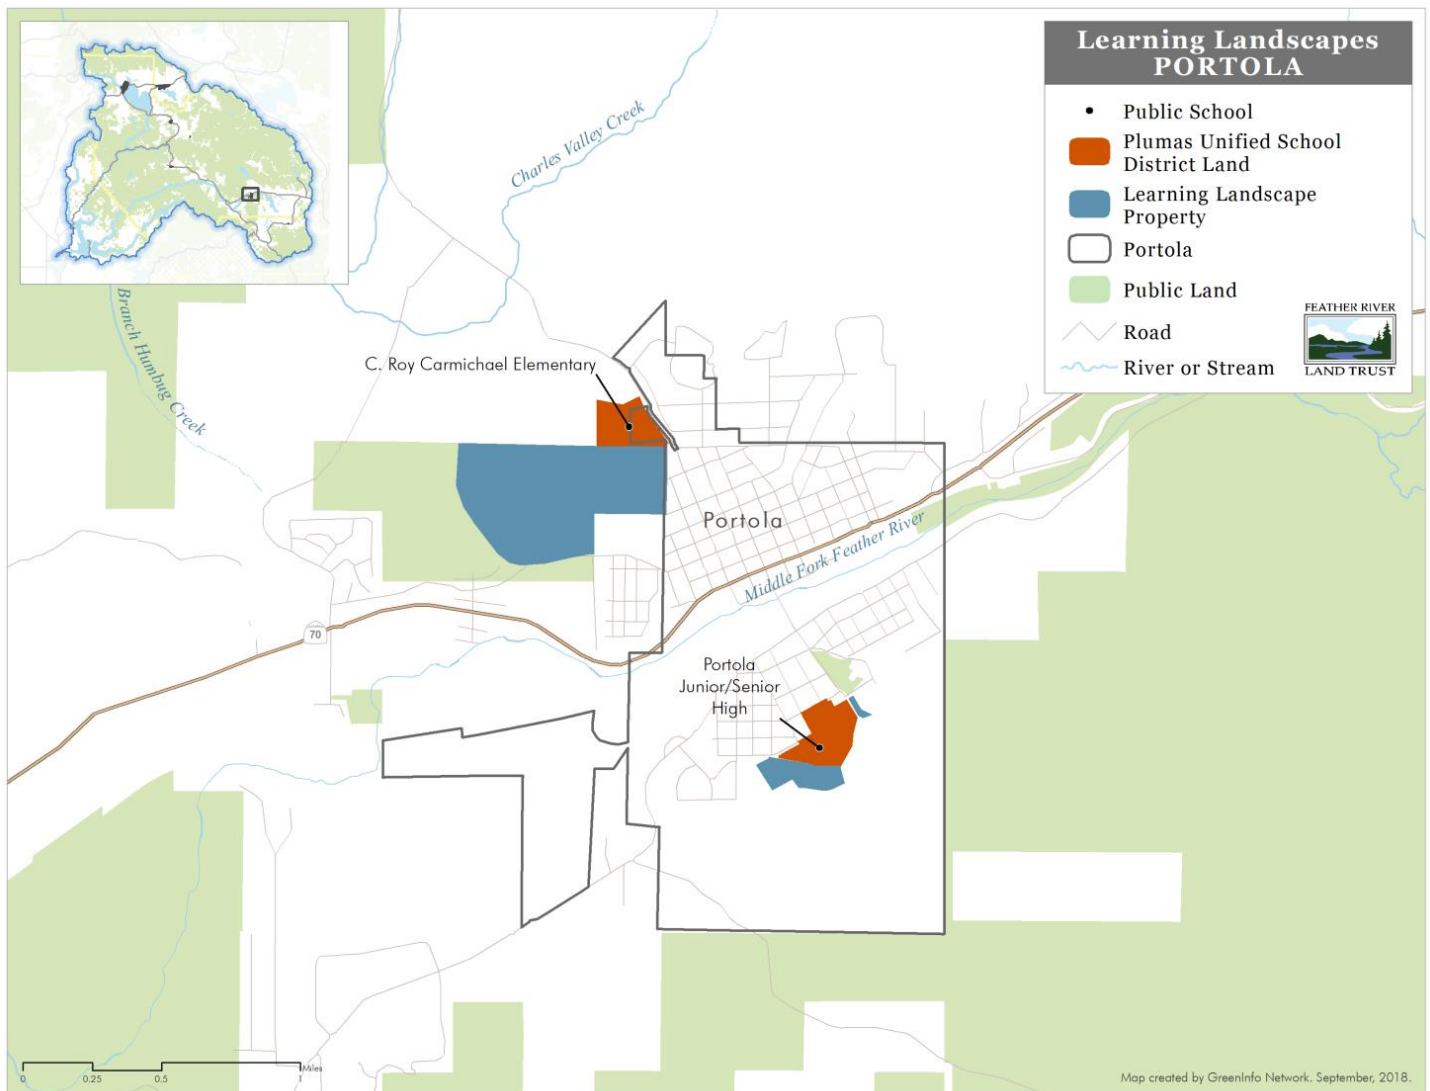 Learning Landscapes
PORTOLA
Public School
Plumas Unified School
District Land
Learning Landscape
Property
Portola
Public Land
Road
River or Stream
FEATHER RIVER
LAND TRUST
Charles Valley Creek
Branch Humbug Creek
C. Roy Carmichael Elementary
Portola
Middle Fork Feather River
70
Portola
Junior/Senior
High
0 0.25 0.5 1 Miles
Map created by GreenInfo Network. September, 2018.